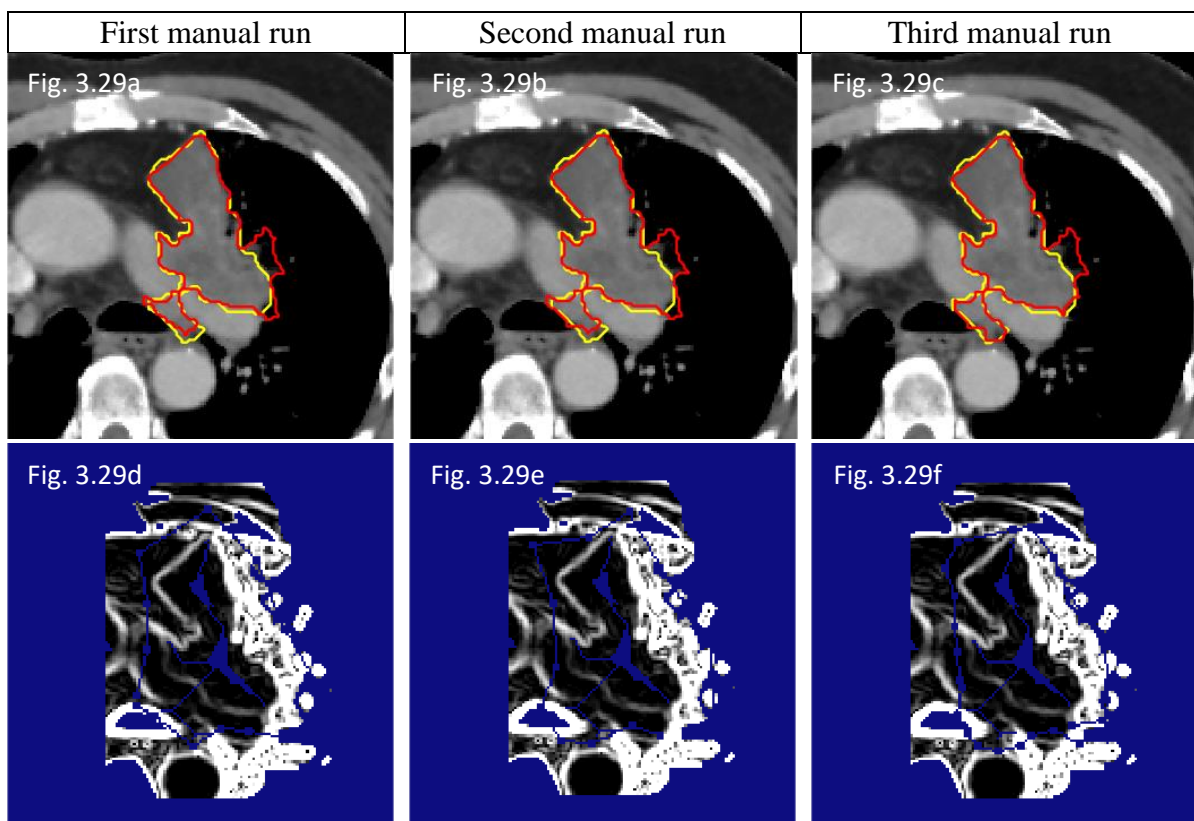 First manual run
Second manual run
Third manual run
Fig. 3.29a
Fig. 3.29b
Fig. 3.29c
Fig. 3.29d
Fig. 3.29e
Fig. 3.29f